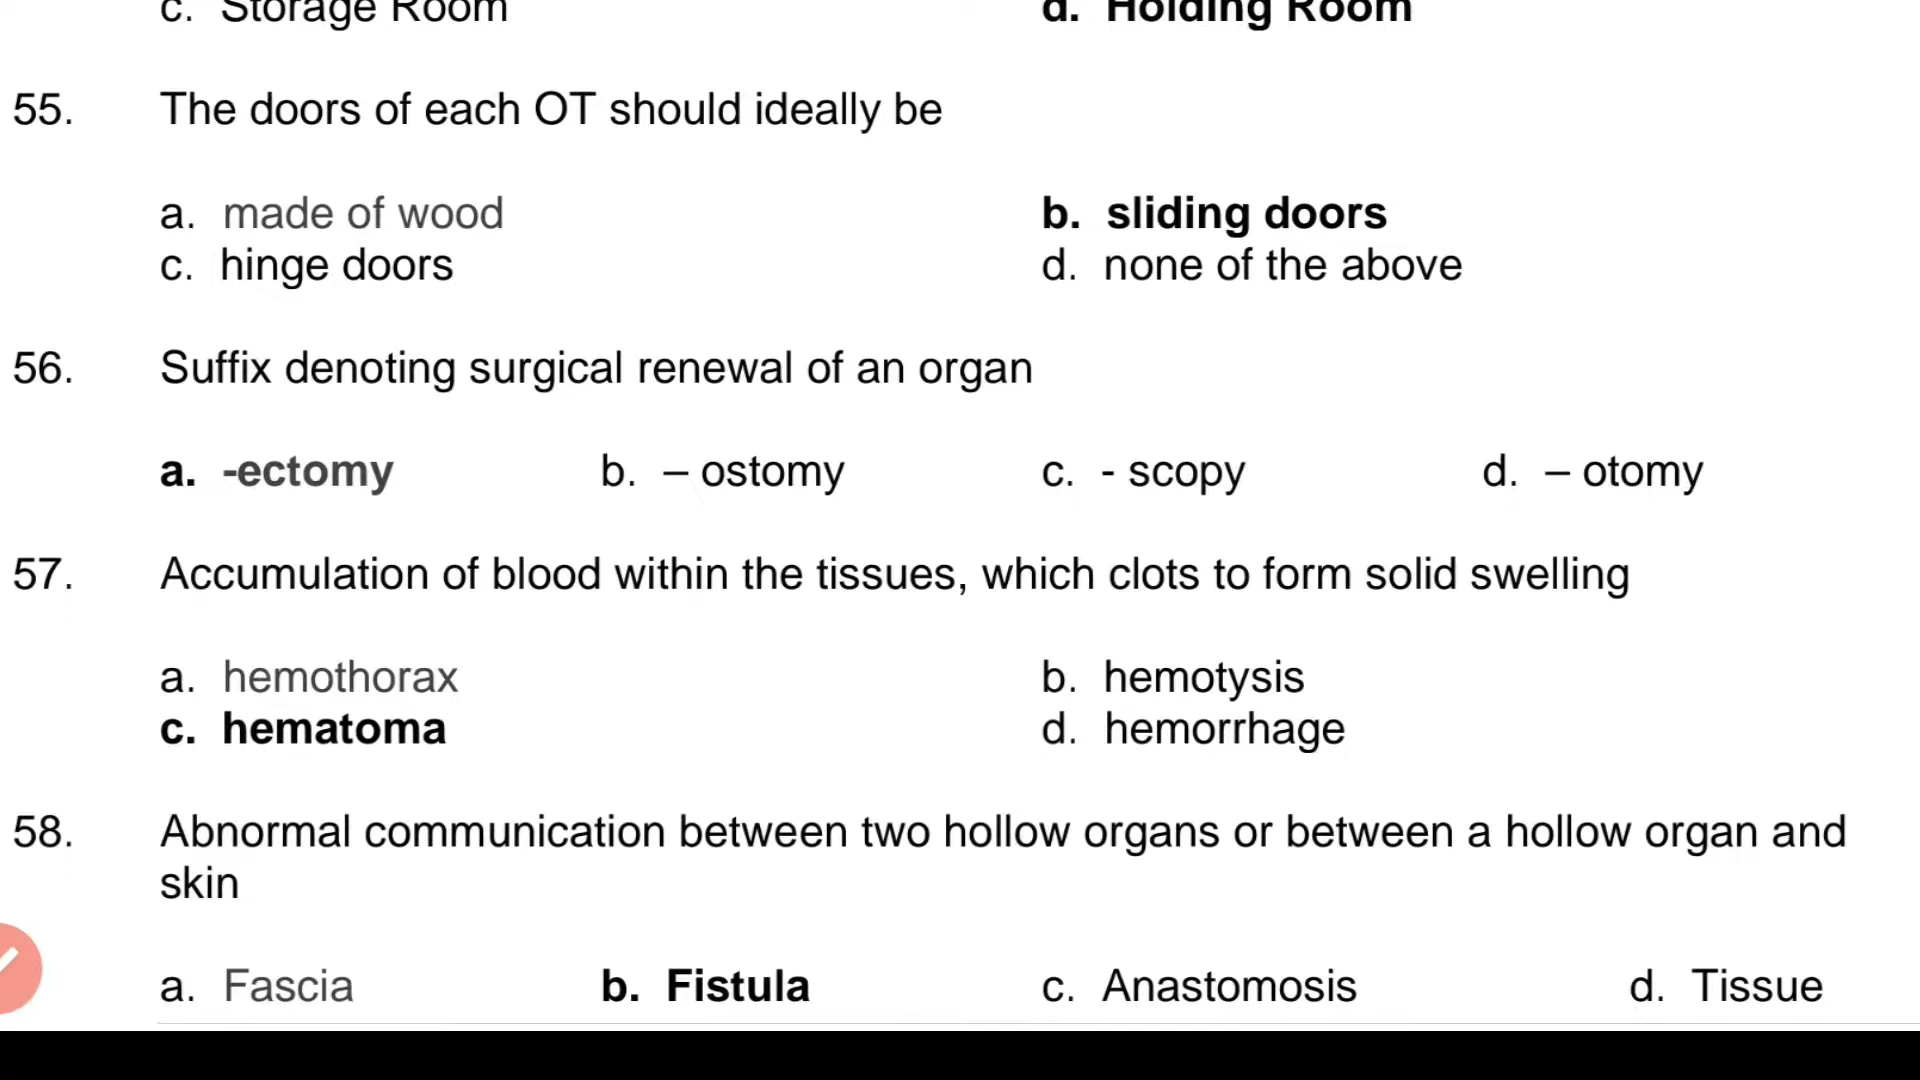 c. Storage Room d. Holding Room
55. The doors of each OT should ideally be
a. made of wood b. sliding doors
c. hinge doors d. none of the above
56. Suffix denoting surgical renewal of an organ
a. -ectomy b. – ostomy c. - scopy d. – otomy
57. Accumulation of blood within the tissues, which clots to form solid swelling
a. hemothorax b. hemotysis
c. hematoma d. hemorrhage
58. Abnormal communication between two hollow organs or between a hollow organ and
skin
a. Fascia b. Fistula c. Anastomosis d. Tissue